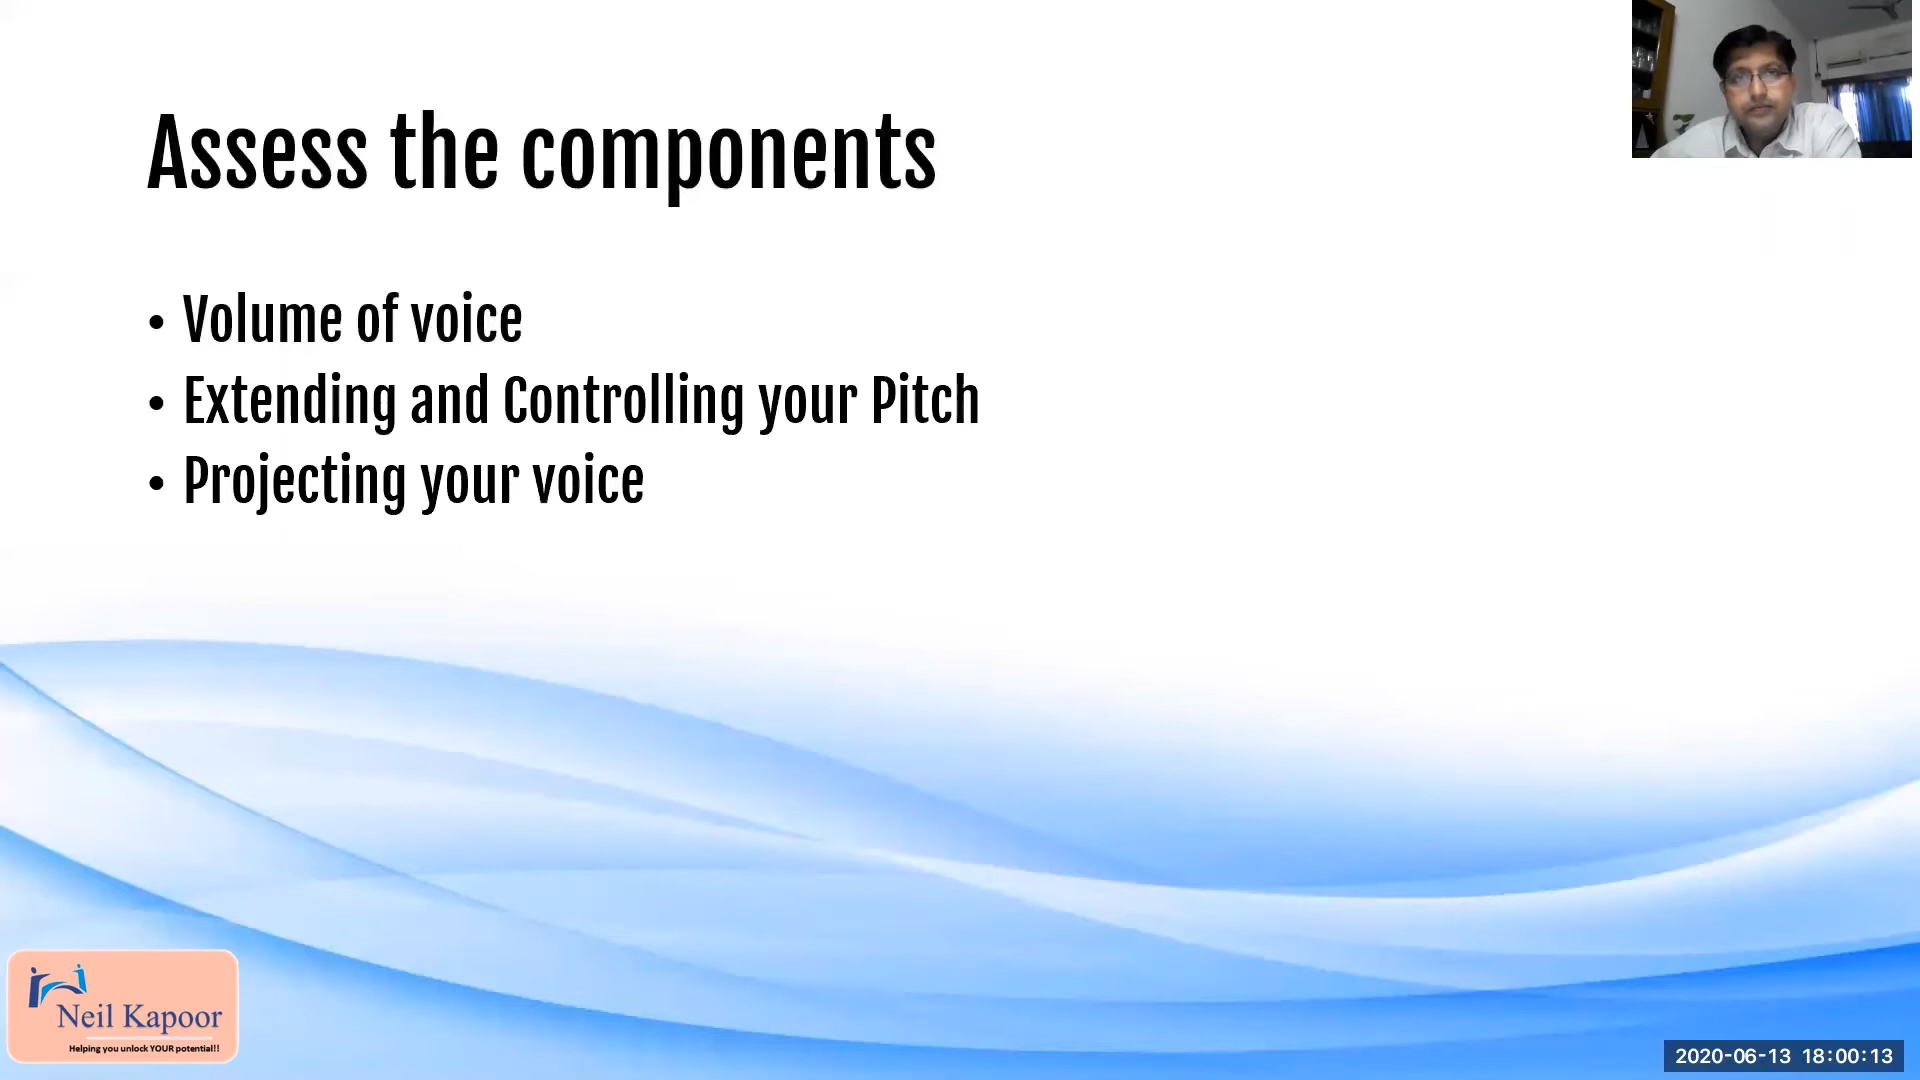 Assess the components
• Volume of voice
• Extending and Controlling your Pitch
• Projecting your voice
Neil Kapoor
Helping you unlock YOUR potential!!
2020-06-13 18:00:13